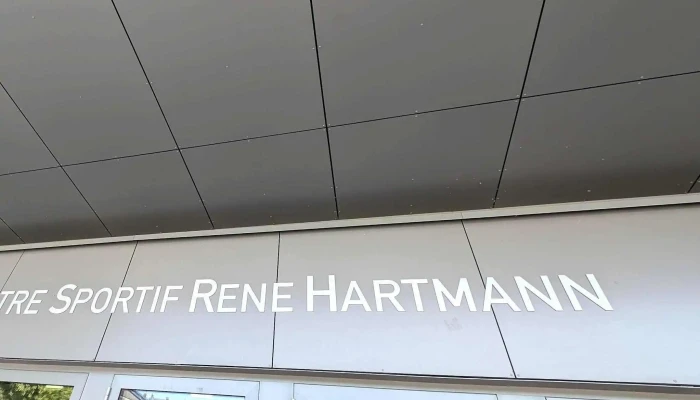 TRE SPORTIF RENE HARTMANN